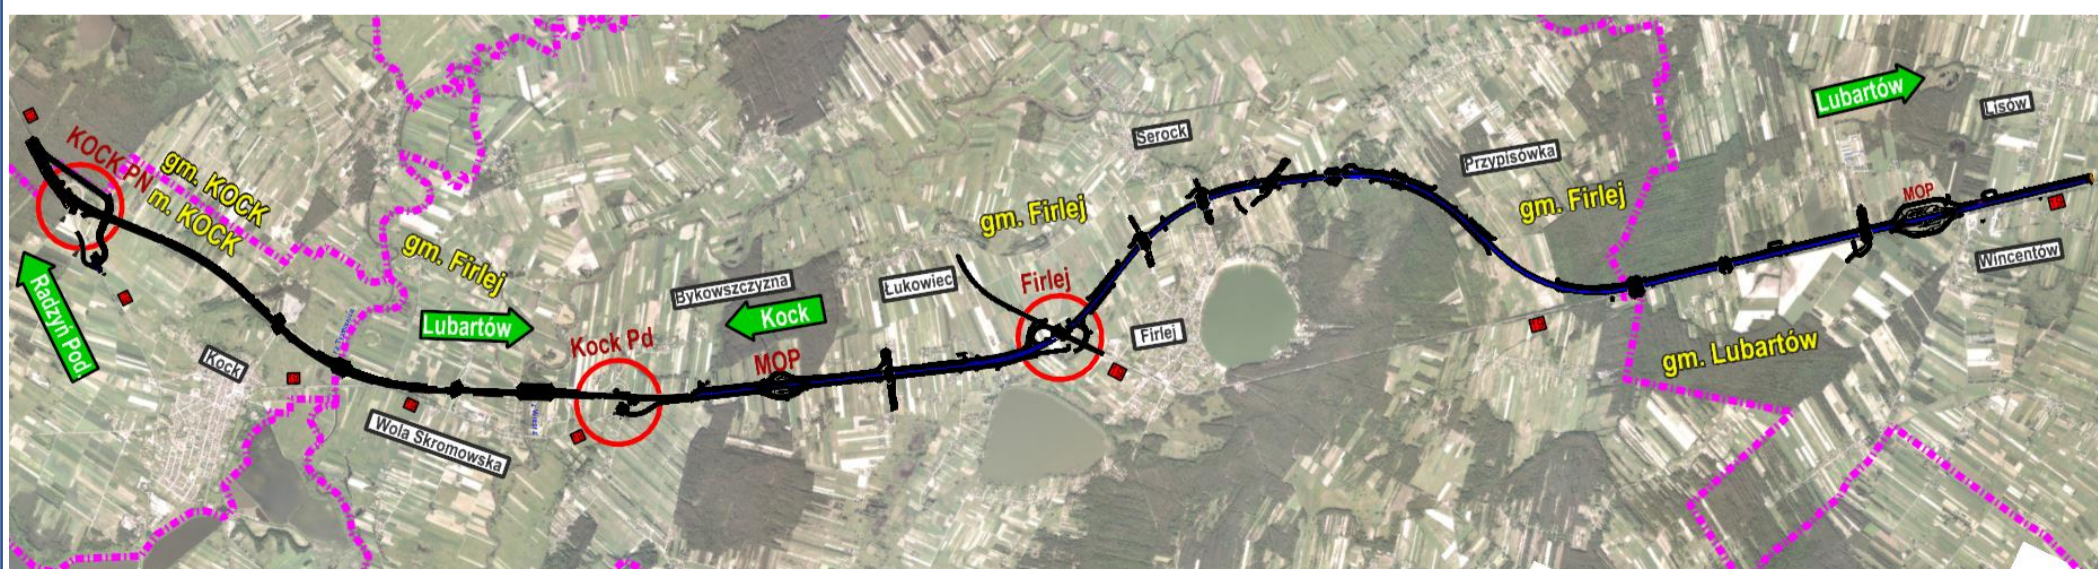 KOCK PN
gm. KOCK
m. KOCK
Radzyń Pod.
Kock
gm. Firlej
Lubartów
Wola Skromowska
Kock Pd
Bykowszczyzna
Kock
MOP
Łukowiec
gm. Firlej
Firlej
Firlej
Serock
Przypisówka
gm. Firlej
gm. Lubartów
Lubartów
Lisów
MOP
Wincentów